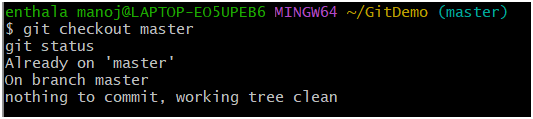 enthala manoj@LAPTOP-EO5UPEB6 MINGW64 ~/GitDemo (master)
$ git checkout master
git status
Already on 'master'
On branch master
nothing to commit, working tree clean